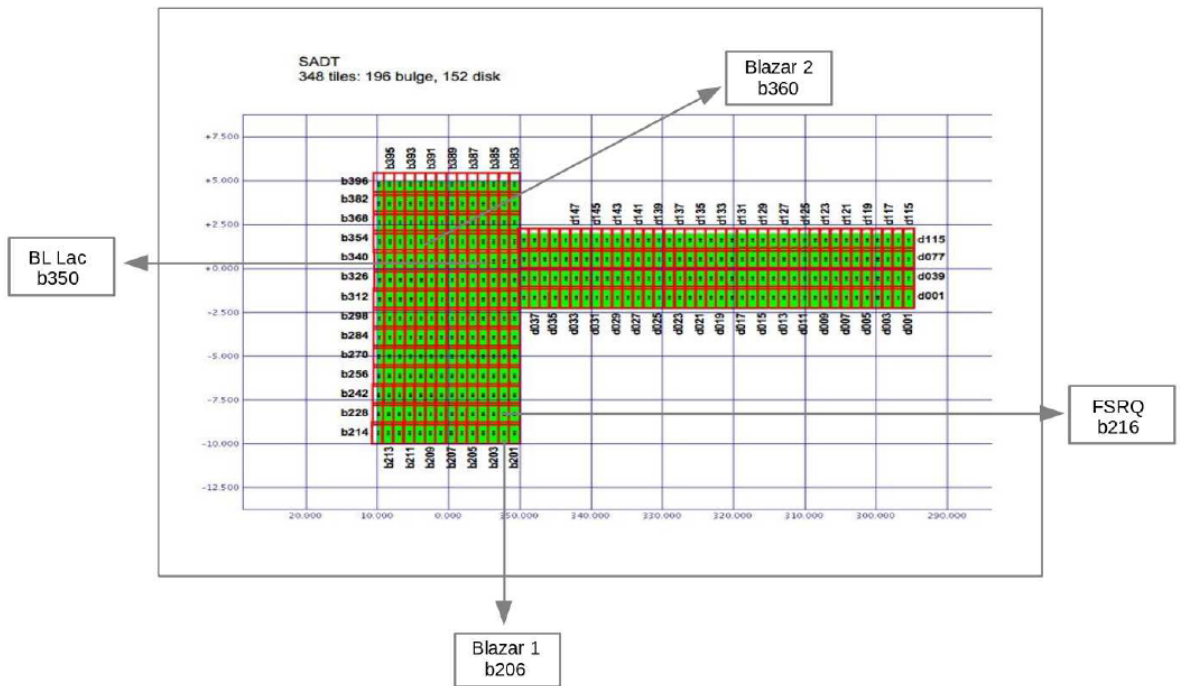 SADT
348 tiles: 196 bulge, 152 disk
Blazar 2
b360
BL Lac
b350
FSRQ
b216
Blazar 1
b206
+7.500
+5.000
+2.500
+0.000
-2.500
-5.000
-7.500
-10.000
-12.500
b395 b393 b391 b389 b387 b385 b383
b396
b382
b368
b354
b340
b326
b312
b298
b284
b270
b256
b242
b228
b214
b213 b211 b209 b207 b205 b203 b201
d147 d145 d143 d141 d139 d137 d135 d133 d131 d129 d127 d125 d123 d121 d119 d117 d115
d115
d077
d039
d001
d037 d035 d033 d031 d029 d027 d025 d023 d021 d019 d017 d015 d013 d011 d009 d007 d005 d003 d001
20.000 10.000 0.000 350.000 340.000 330.000 320.000 310.000 300.000 290.000